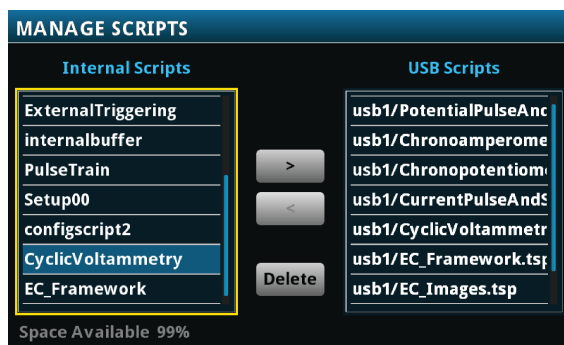 MANAGE SCRIPTS
Internal Scripts
USB Scripts
ExternalTriggering
internalbuffer
PulseTrain
Setup00
configscript2
CyclicVoltammetry
EC_Framework
>
<
Delete
usb1/PotentialPulseAnd
usb1/Chronoamperome
usb1/Chronopotentiom
usb1/CurrentPulseAndS
usb1/CyclicVoltammetr
usb1/EC_Framework.tsp
usb1/EC_Images.tsp
Space Available 99%